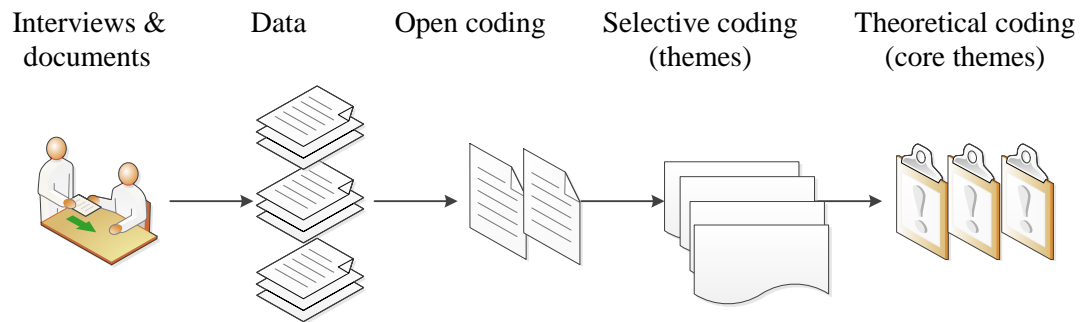 Interviews &
documents
Data
Open coding
Selective coding
(themes)
Theoretical coding
(core themes)